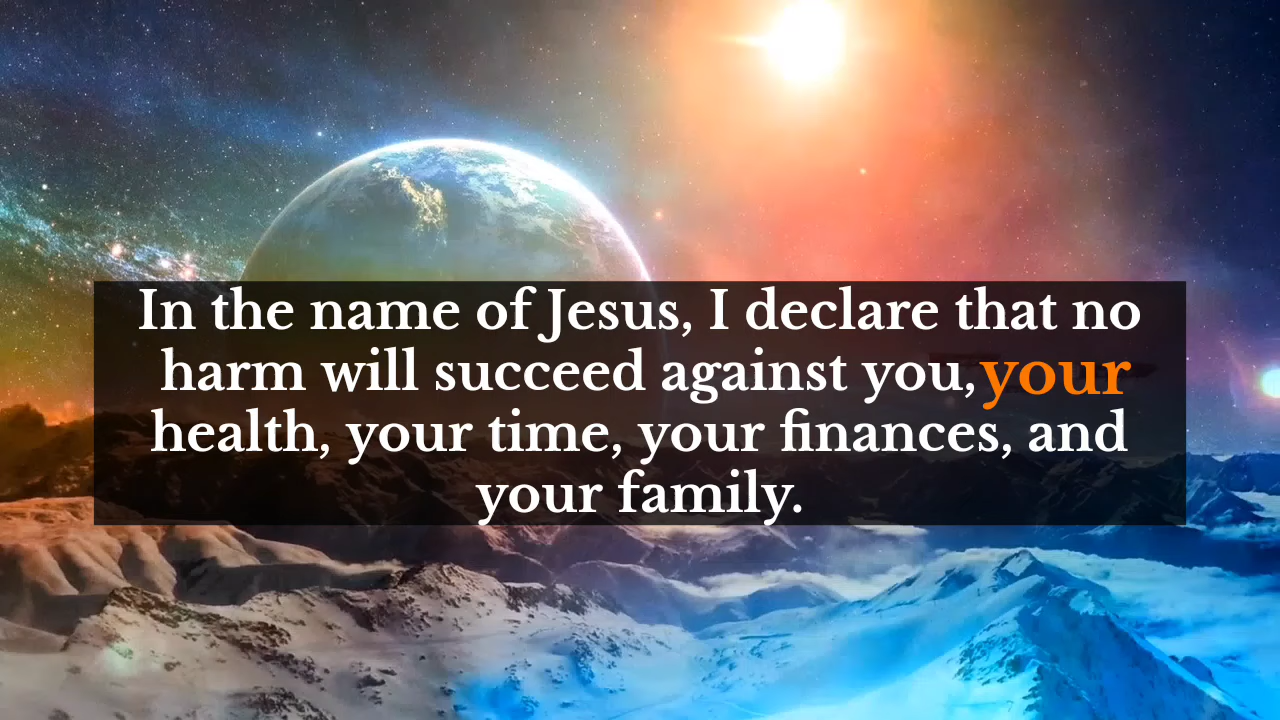 In the name of Jesus, I declare that no
harm will succeed against you, your
health, your time, your finances, and
your family.